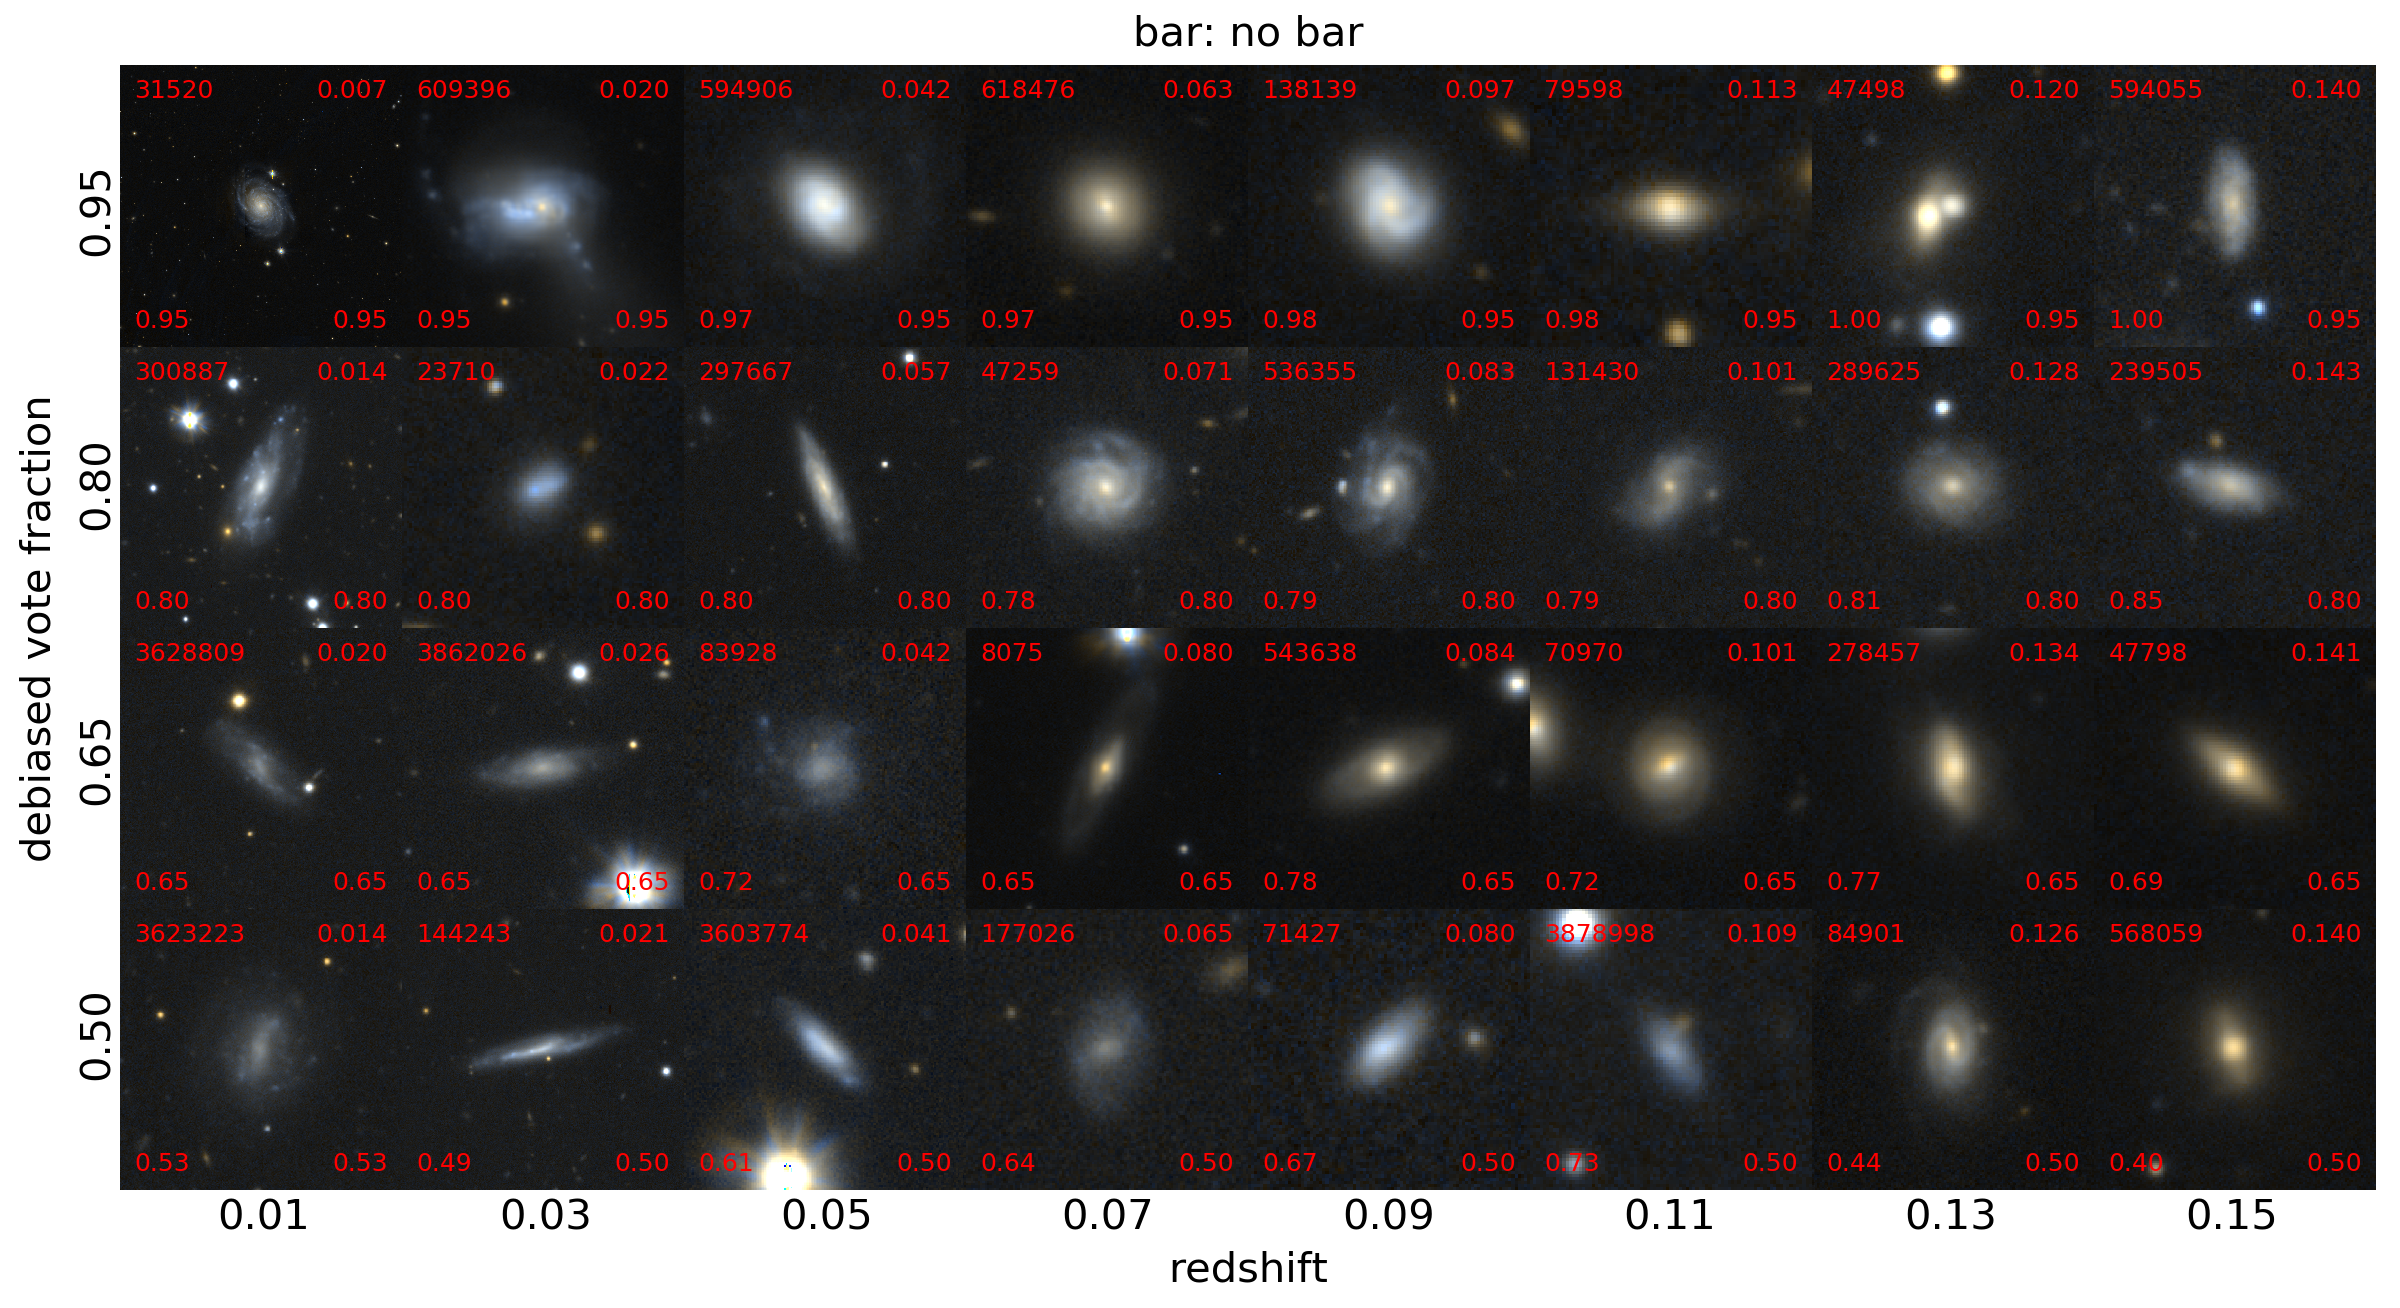 bar: no bar
31520 0.007 609396 0.020 594906 0.042 618476 0.063 138139 0.097 79598 0.113 47498 0.120 594055 0.140
0.95
0.95 0.95 0.95 0.95 0.97 0.95 0.97 0.95 0.98 0.95 0.98 0.95 1.00 0.95 1.00 0.95
300887 0.014 23710 0.022 297667 0.057 47259 0.071 536355 0.083 131430 0.101 289625 0.128 239505 0.143
0.80
0.80 0.80 0.80 0.80 0.80 0.80 0.78 0.80 0.79 0.80 0.79 0.80 0.81 0.80 0.85 0.80
debiased vote fraction
3628809 0.020 3862026 0.026 83928 0.042 8075 0.080 543638 0.084 70970 0.101 278457 0.134 47798 0.141
0.65
0.65 0.65 0.65 0.65 0.72 0.65 0.65 0.65 0.78 0.65 0.72 0.65 0.77 0.65 0.69 0.65
3623223 0.014 144243 0.021 3603774 0.041 177026 0.065 71427 0.080 3878998 0.109 84901 0.126 568059 0.140
0.50
0.53 0.53 0.49 0.50 0.61 0.50 0.64 0.50 0.67 0.50 0.73 0.50 0.44 0.50 0.40 0.50
0.01 0.03 0.05 0.07 0.09 0.11 0.13 0.15
redshift